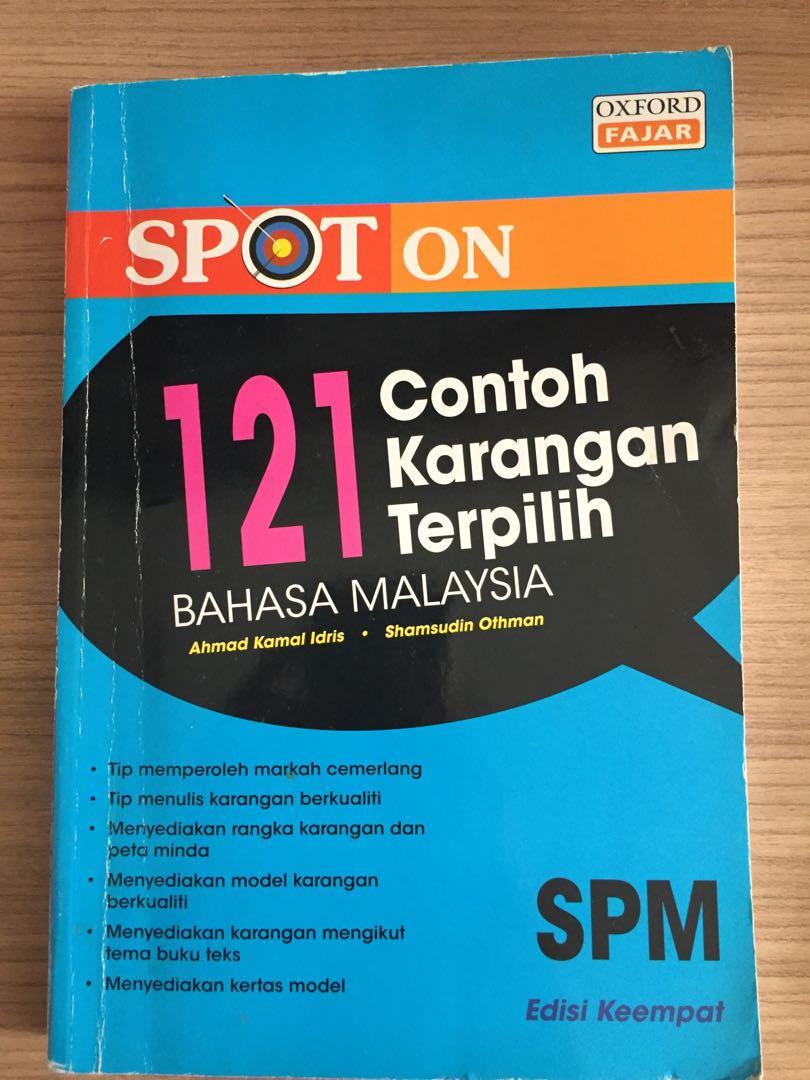 OXFORD
FAJAR
SPOT ON
121
Contoh
Karangan
Terpilih
BAHASA MALAYSIA
Ahmad Kamal Idris • Shamsudin Othman
• Tip memperoleh markah cemerlang
• Tip menulis karangan berkualiti
• Menyediakan rangka karangan dan
peta minda
• Menyediakan model karangan
berkualiti
• Menyediakan karangan mengikut
tema buku teks
• Menyediakan kertas model
SPM
Edisi Keempat